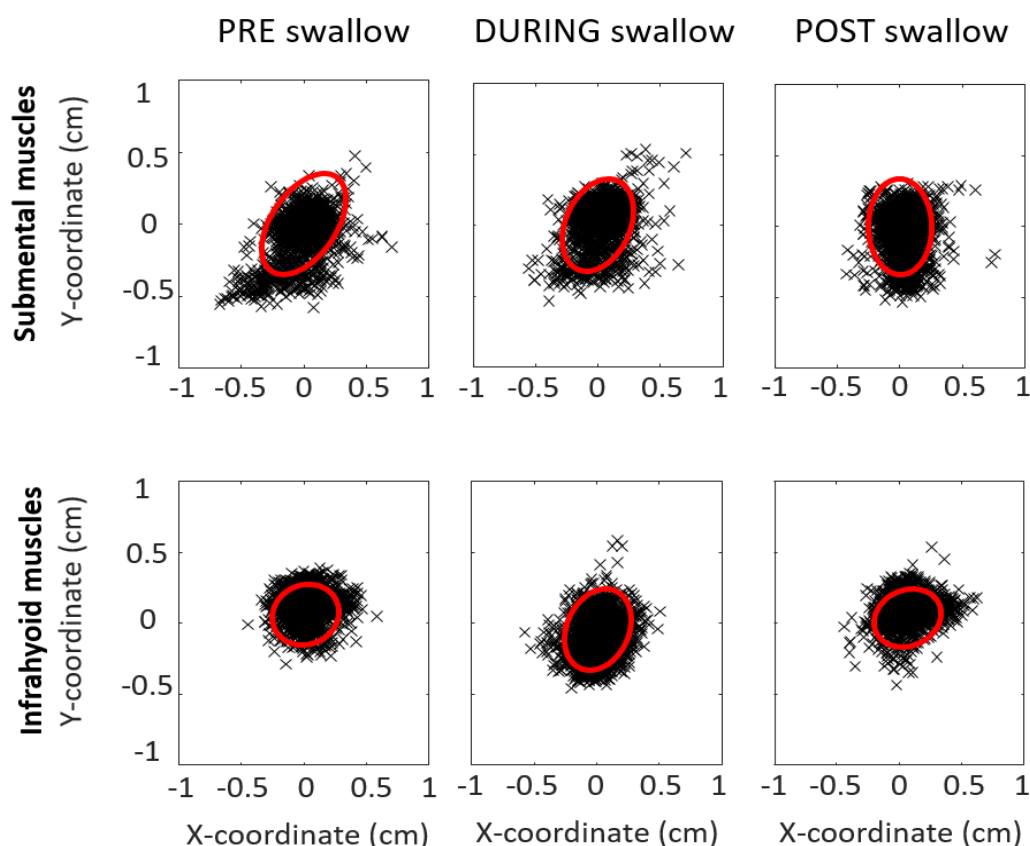 PRE swallow DURING swallow POST swallow
Submental muscles
Y-coordinate (cm)
1
0.5
0
-0.5
-1
-1 -0.5 0 0.5 1
-1 -0.5 0 0.5 1
-1 -0.5 0 0.5 1
Infrahyoid muscles
Y-coordinate (cm)
1
0.5
0
-0.5
-1
-1 -0.5 0 0.5 1
-1 -0.5 0 0.5 1
-1 -0.5 0 0.5 1
X-coordinate (cm) X-coordinate (cm) X-coordinate (cm)